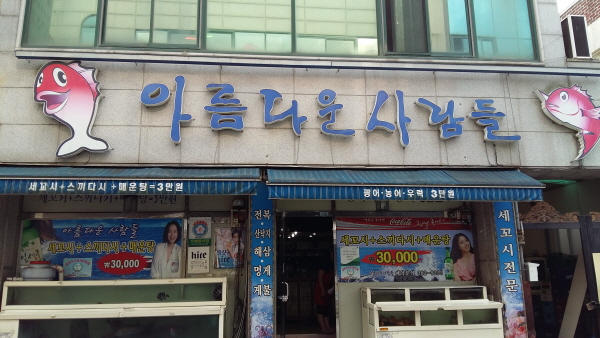 아름다운사람들
세꼬시+스끼다시+매운탕=3만원
광어·농어·우럭 3만원
아름다운 사람들
세꼬시+스끼다시+매운탕
₩30,000
hite
전복
산낙지
해삼
멍게
개불
Coca-Cola
세꼬시+스끼다시+매운탕
₩30,000
세꼬시전문